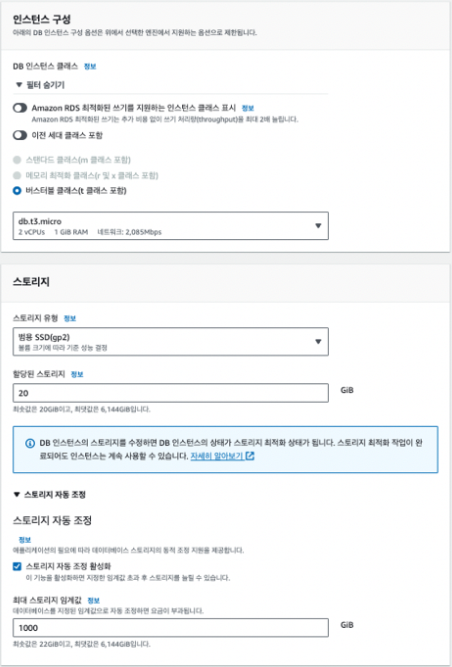 인스턴스 구성
아래의 DB 인스턴스 구성 옵션은 위에서 선택한 엔진에서 지원하는 옵션으로 제한됩니다.
DB 인스턴스 클래스 정보
▼ 필터 숨기기
Amazon RDS 최적화된 쓰기를 지원하는 인스턴스 클래스 표시 정보
Amazon RDS 최적화된 쓰기는 추가 비용 없이 쓰기 처리량(throughput)을 최대 2배 늘립니다.
이전 세대 클래스 포함
스탠다드 클래스(m 클래스 포함)
메모리 최적화 클래스(r 및 x 클래스 포함)
버스터블 클래스(t 클래스 포함)
db.t3.micro
2 vCPUs 1 GiB RAM 네트워크: 2,085Mbps
스토리지
스토리지 유형 정보
범용 SSD(gp2)
볼륨 크기에 따라 기준 성능 결정
할당된 스토리지 정보
20 GiB
최솟값은 20GiB이고, 최댓값은 6,144GiB입니다.
DB 인스턴스의 스토리지를 수정하면 DB 인스턴스의 상태가 스토리지 최적화 상태가 됩니다. 스토리지 최적화 작업이 완
료되어도 인스턴스는 계속 사용할 수 있습니다. 자세히 알아보기
▼ 스토리지 자동 조정
스토리지 자동 조정
정보
애플리케이션의 필요에 따라 데이터베이스 스토리지의 동적 조정 지원을 제공합니다.
스토리지 자동 조정 활성화
이 기능을 활성화하면 지정한 임계값 초과 후 스토리지를 늘릴 수 있습니다.
최대 스토리지 임계값 정보
데이터베이스를 지정된 임계값으로 자동 조정하면 요금이 부과됩니다.
1000 GiB
최솟값은 22GiB이고, 최댓값은 6,144GiB입니다.